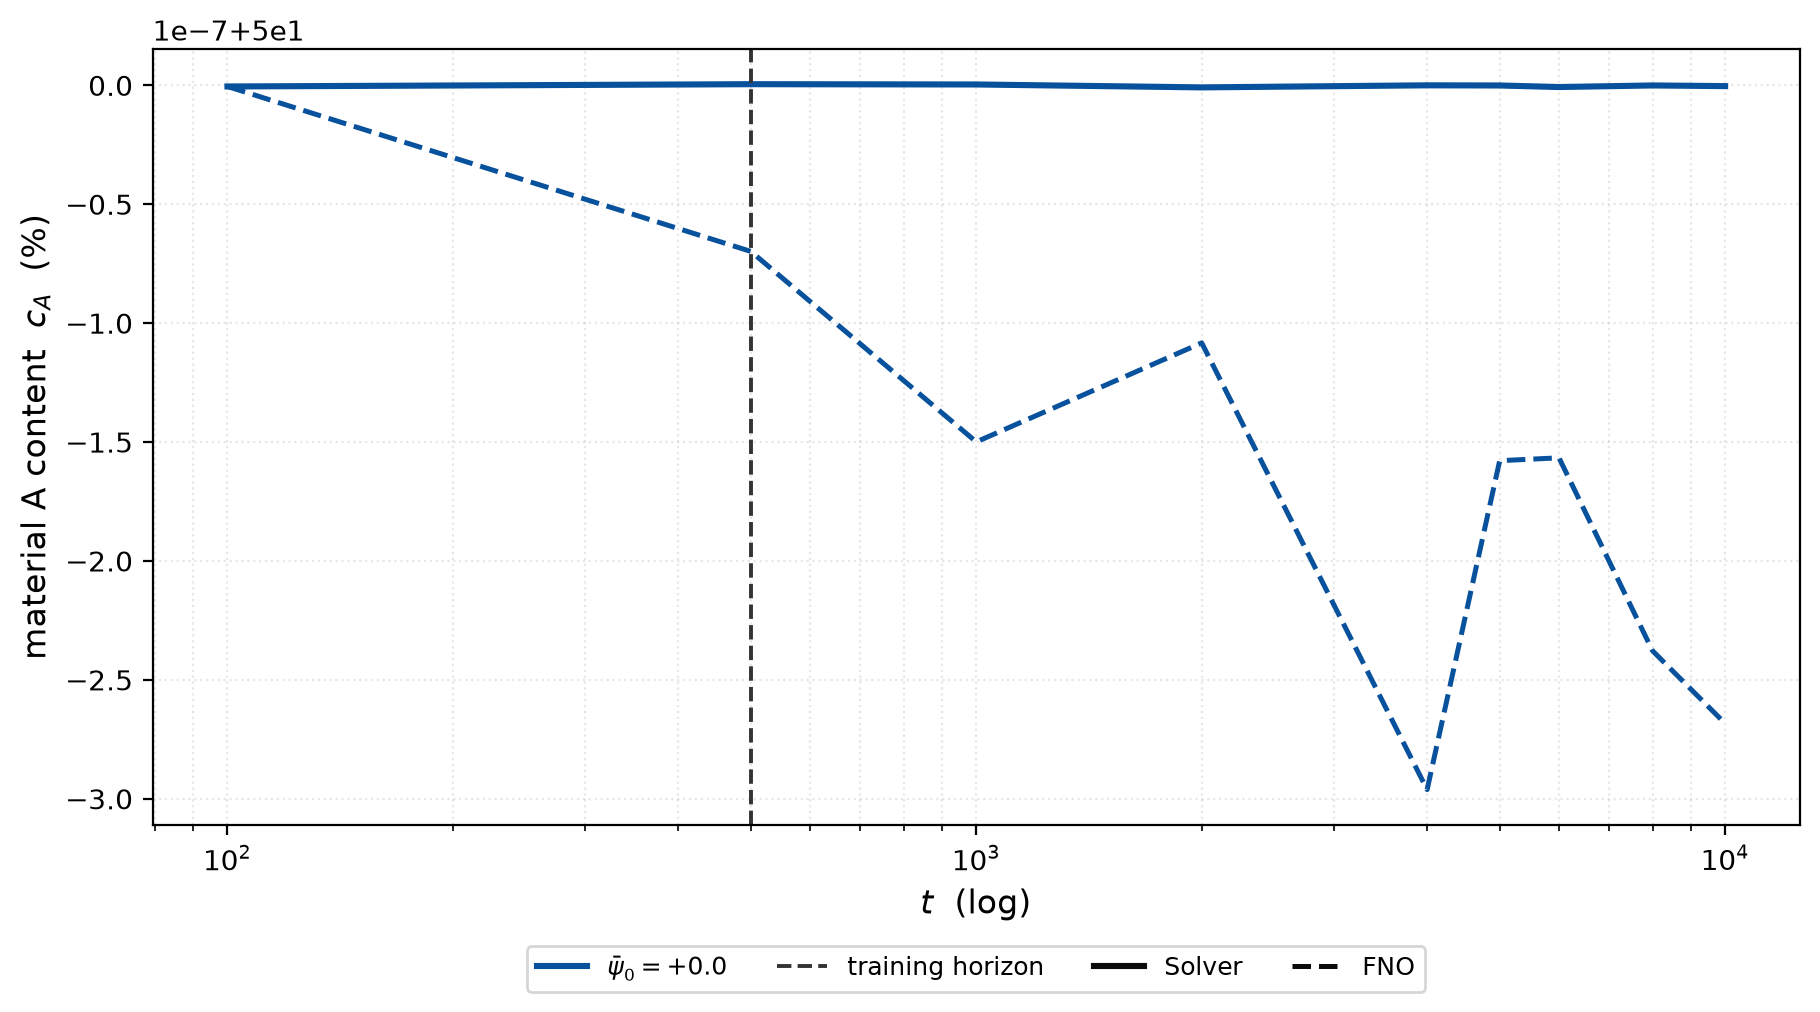 1e−7+5e1
0.0
−0.5
−1.0
−1.5
−2.0
−2.5
−3.0
material A content c_A (%)
10² 10³ 10⁴
t (log)
ψ̄₀ = +0.0 training horizon Solver FNO